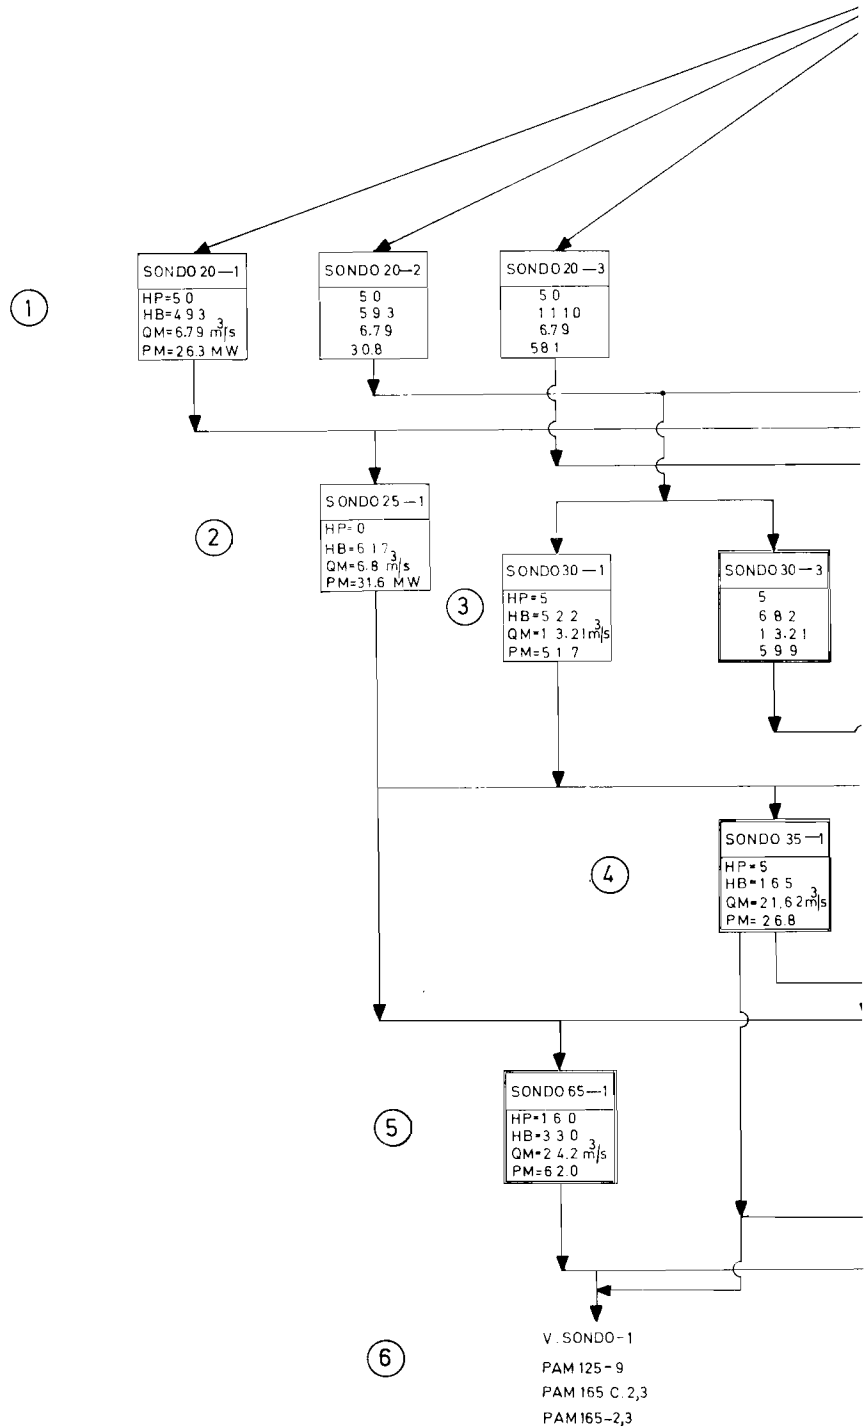 SONDO 20-1
HP=50
HB=493
QM=6.79 m³/s
PM=26.3 MW
SONDO 20-2
50
593
6.79
30.8
SONDO 20-3
50
1110
6.79
581
1
SONDO 25-1
HP=0
HB=617
QM=6.8 m³/s
PM=31.6 MW
2
SONDO 30-1
HP=5
HB=522
QM=13.21 m³/s
PM=517
SONDO 30-3
5
682
13.21
599
3
SONDO 35-1
HP=5
HB=165
QM=21,62 m³/s
PM=26.8
4
SONDO 65-1
HP=160
HB=330
QM=24.2 m³/s
PM=62.0
5
6
V.SONDO-1
PAM 125-9
PAM 165 C.2,3
PAM165-2,3